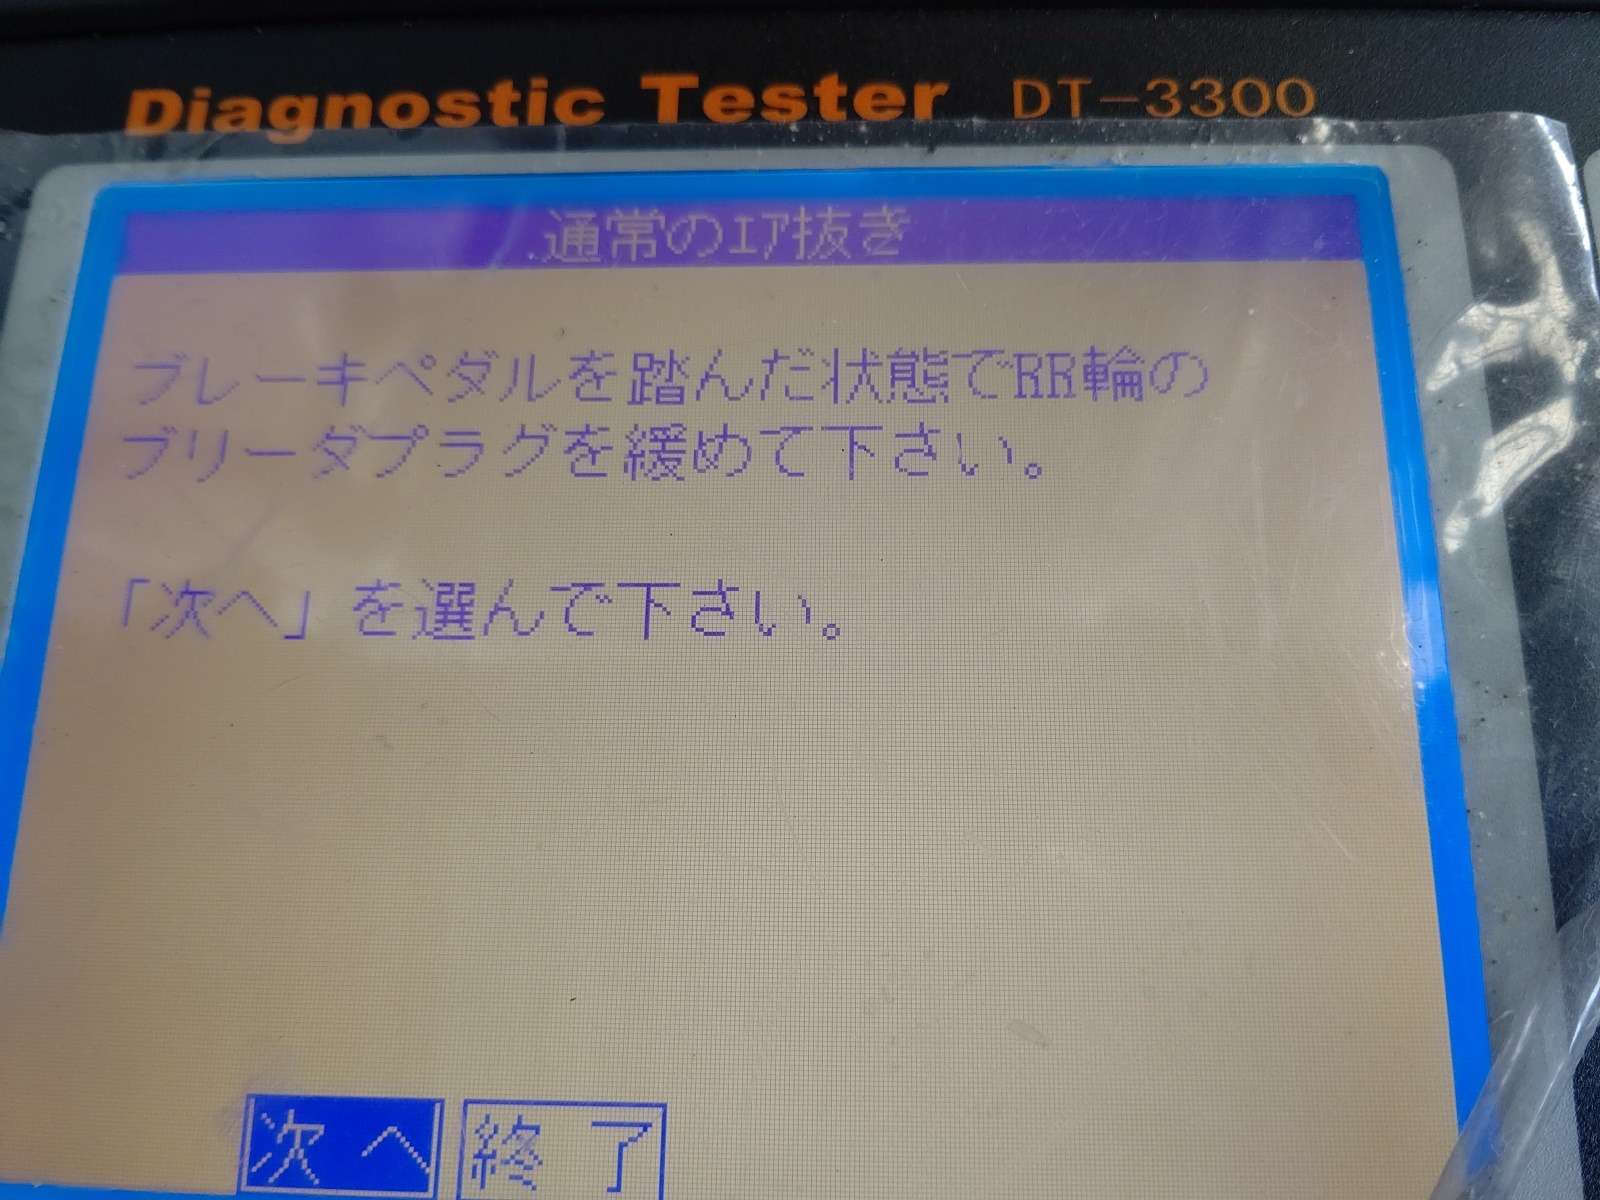 Diagnostic Tester DT-3300
通常のｴｱ抜き
ブレーキペダルを踏んだ状態でRR輪の
ブリーダプラグを緩めて下さい。
「次へ」を選んで下さい。
次へ 終了